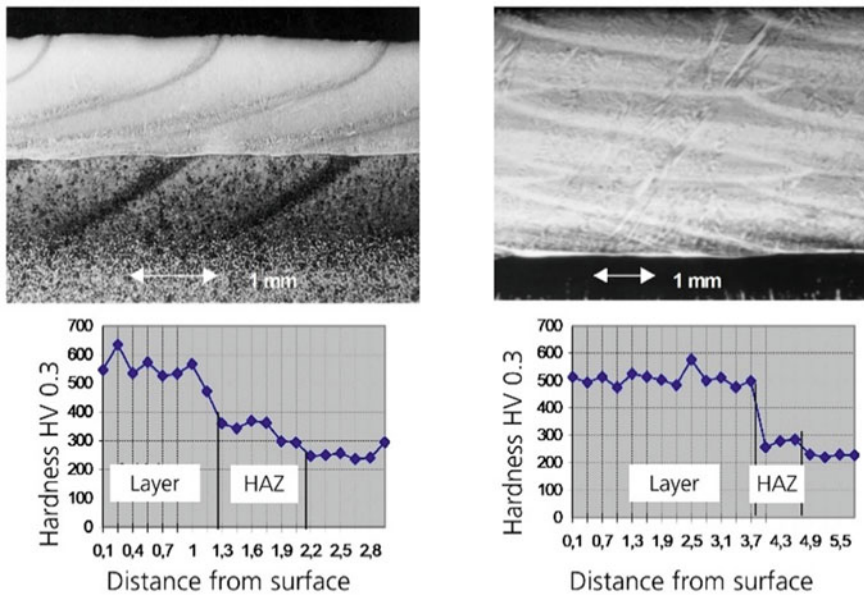 1 mm
1 mm
Hardness HV 0.3
700
600
500
400
300
200
100
0
Layer
HAZ
0,1 0,4 0,7 1 1,3 1,6 1,9 2,2 2,5 2,8
Distance from surface
Hardness HV 0.3
700
600
500
400
300
200
100
0
Layer
HAZ
0,1 0,7 1,3 1,9 2,5 3,1 3,7 4,3 4,9 5,5
Distance from surface